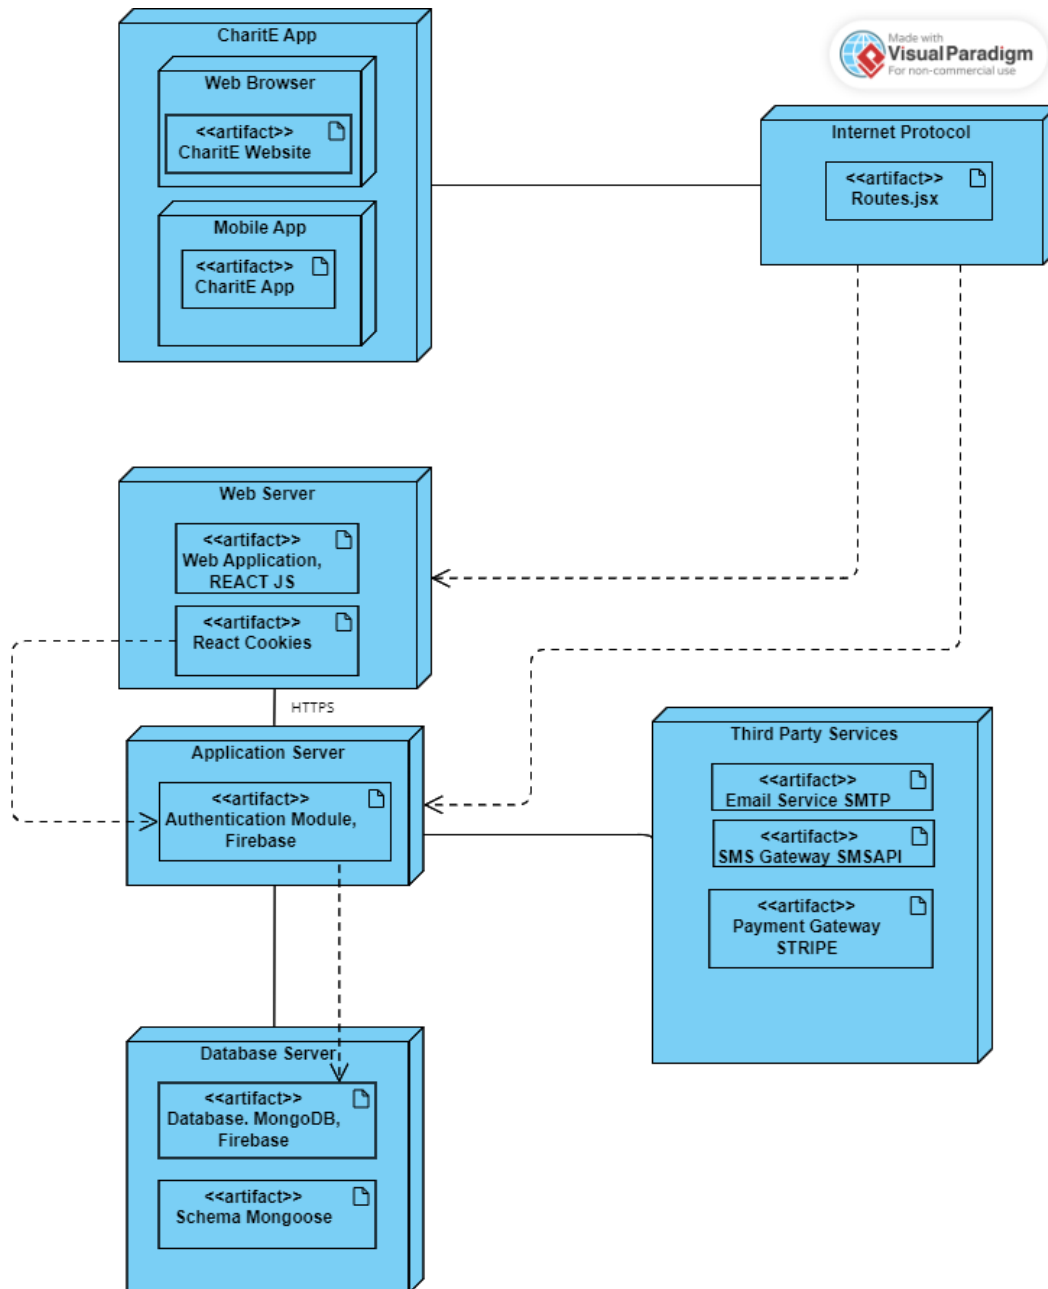 CharitE App
Web Browser
<<artifact>>
CharitE Website
Mobile App
<<artifact>>
CharitE App
Made with
Visual Paradigm
For non-commercial use
Internet Protocol
<<artifact>>
Routes.jsx
Web Server
<<artifact>>
Web Application,
REACT JS
<<artifact>>
React Cookies
HTTPS
Application Server
<<artifact>>
Authentication Module,
Firebase
Third Party Services
<<artifact>>
Email Service SMTP
<<artifact>>
SMS Gateway SMSAPI
<<artifact>>
Payment Gateway
STRIPE
Database Server
<<artifact>>
Database. MongoDB,
Firebase
<<artifact>>
Schema Mongoose